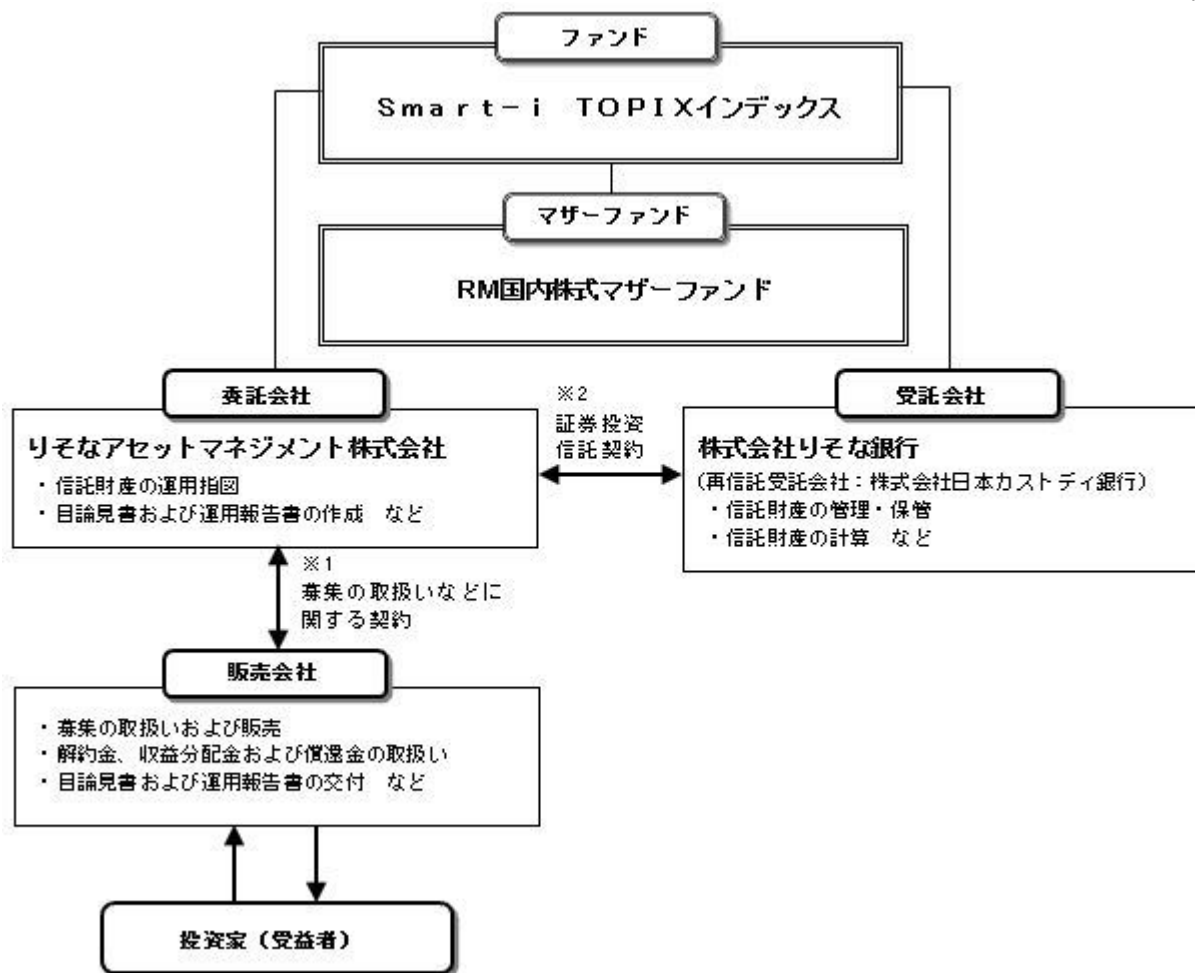 ファンド
Smart-i TOPIXインデックス
マザーファンド
RM国内株式マザーファンド
委託会社
りそなアセットマネジメント株式会社
・信託財産の運用指図
・目論見書および運用報告書の作成 など
※2
証券投資
信託契約
受託会社
株式会社りそな銀行
(再信託受託会社:株式会社日本カストディ銀行)
・信託財産の管理・保管
・信託財産の計算 など
※1
募集の取扱いなどに
関する契約
販売会社
・募集の取扱いおよび販売
・解約金、収益分配金および償還金の取扱い
・目論見書および運用報告書の交付 など
投資家(受益者)